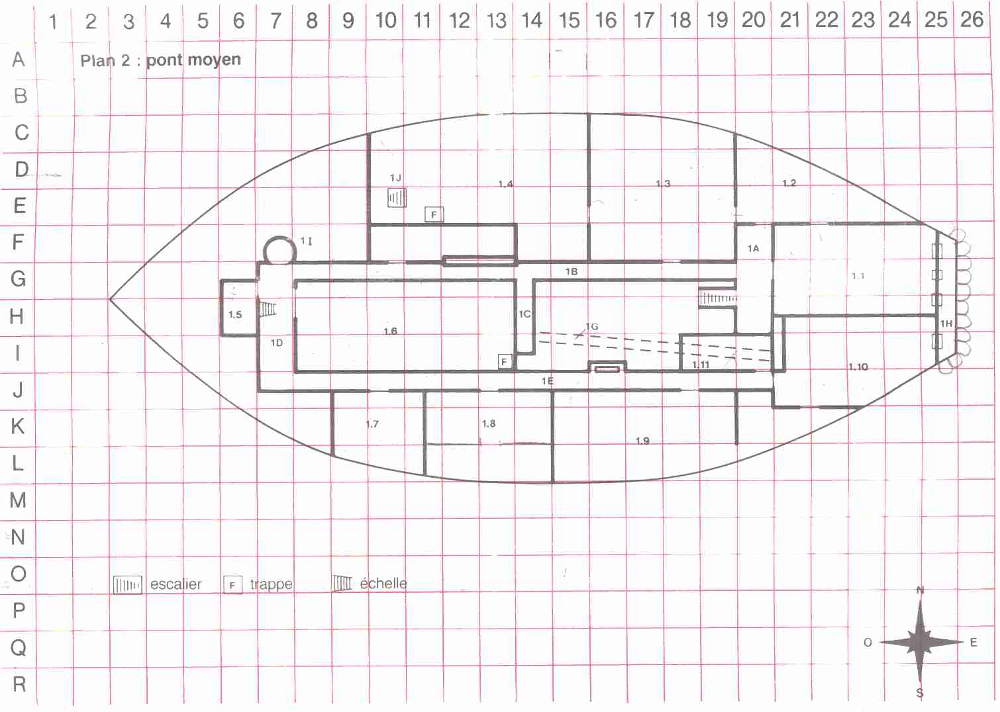 1 2 3 4 5 6 7 8 9 10 11 12 13 14 15 16 17 18 19 20 21 22 23 24 25 26
A
Plan 2 : pont moyen
B
C
D
1J
1.4
1.3
1.2
E
F
F
1I
1A
G
1B
1.1
H
1.5
1C
1.6
1G
1H
1D
I
F
1.11
1.10
J
1E
K
1.7
1.8
1.9
L
M
N
O
escalier
F
trappe
échelle
P
N
Q
O
E
R
S